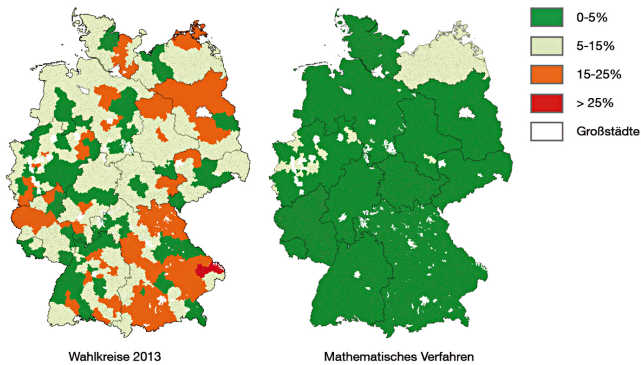 0-5%
5-15%
15-25%
> 25%
Großstädte
Wahlkreise 2013
Mathematisches Verfahren